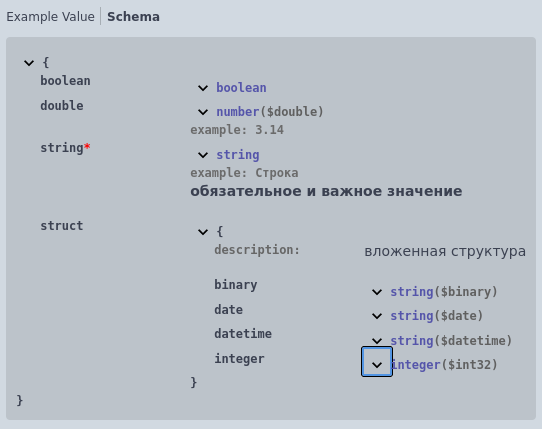 Example Value Schema
{
boolean boolean
double number($double)
example: 3.14
string* string
example: Строка
обязательное и важное значение
struct {
description: вложенная структура
binary string($binary)
date string($date)
datetime string($datetime)
integer integer($int32)
}
}